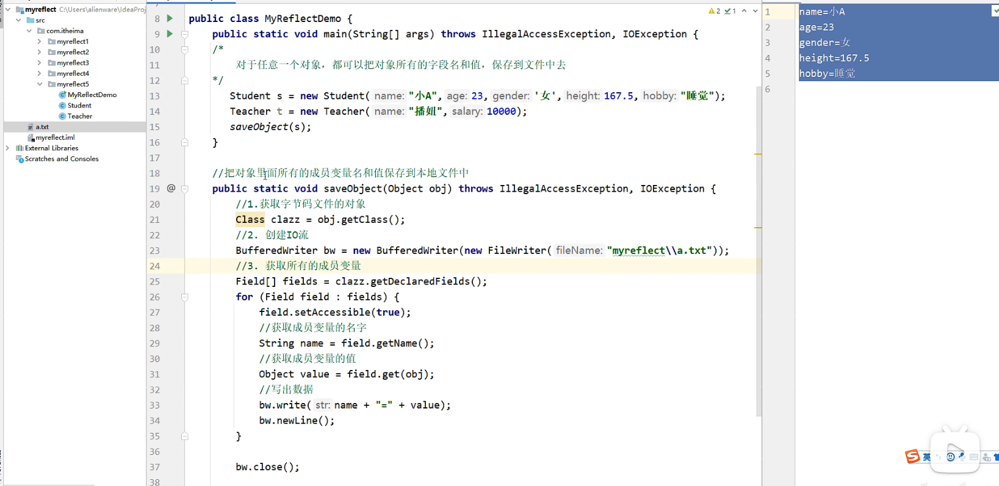 myreflect C:\Users\alienware\IdeaProj
src
com.itheima
myreflect1
myreflect2
myreflect3
myreflect4
myreflect5
MyReflectDemo
Student
Teacher
a.txt
myreflect.iml
External Libraries
Scratches and Consoles
8 public class MyReflectDemo {
9 public static void main(String[] args) throws IllegalAccessException, IOException {
10 /*
11 对于任意一个对象，都可以把对象所有的字段名和值，保存到文件中去
12 */
13 Student s = new Student( name: "小A", age: 23, gender: '女', height: 167.5, hobby: "睡觉");
14 Teacher t = new Teacher( name: "播妞", salary: 10000);
15 saveObject(s);
16 }
17
18 //把对象里面所有的成员变量名和值保存到本地文件中
19 @ public static void saveObject(Object obj) throws IllegalAccessException, IOException {
20 //1.获取字节码文件的对象
21 Class clazz = obj.getClass();
22 //2. 创建IO流
23 BufferedWriter bw = new BufferedWriter(new FileWriter( fileName: "myreflect\\a.txt"));
24 //3. 获取所有的成员变量
25 Field[] fields = clazz.getDeclaredFields();
26 for (Field field : fields) {
27 field.setAccessible(true);
28 //获取成员变量的名字
29 String name = field.getName();
30 //获取成员变量的值
31 Object value = field.get(obj);
32 //写出数据
33 bw.write( str: name + "=" + value);
34 bw.newLine();
35 }
36
37 bw.close();
38
2 1
1 name=小A
2 age=23
3 gender=女
4 height=167.5
5 hobby=睡觉
6
S 英